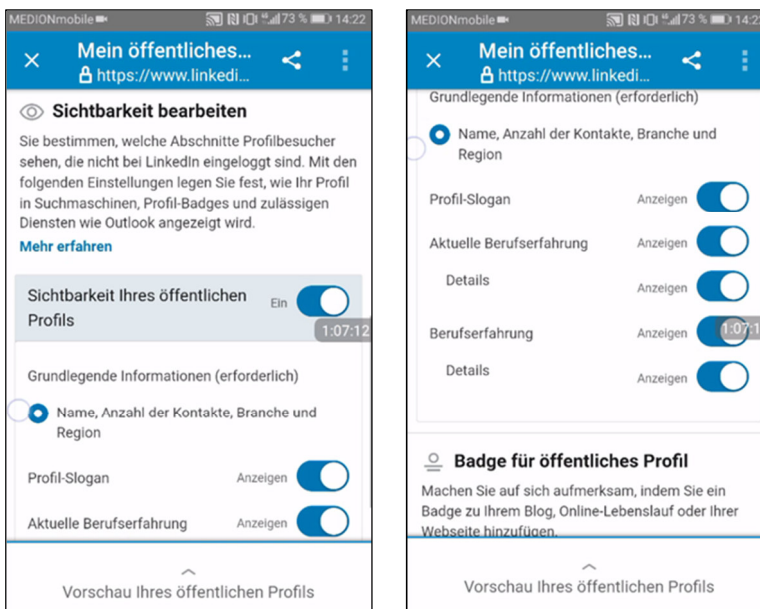 MEDIONmobile 73 % 14:22
Mein öffentliches...
https://www.linkedi...
Sichtbarkeit bearbeiten
Sie bestimmen, welche Abschnitte Profilbesucher
sehen, die nicht bei LinkedIn eingeloggt sind. Mit den
folgenden Einstellungen legen Sie fest, wie Ihr Profil
in Suchmaschinen, Profil-Badges und zulässigen
Diensten wie Outlook angezeigt wird.
Mehr erfahren
Sichtbarkeit Ihres öffentlichen Ein
Profils
1:07:12
Grundlegende Informationen (erforderlich)
Name, Anzahl der Kontakte, Branche und
Region
Profil-Slogan Anzeigen
Aktuelle Berufserfahrung Anzeigen
Vorschau Ihres öffentlichen Profils
MEDIONmobile 73 % 14:22
Mein öffentliches...
https://www.linkedi...
Grundlegende Informationen (erforderlich)
Name, Anzahl der Kontakte, Branche und
Region
Profil-Slogan Anzeigen
Aktuelle Berufserfahrung Anzeigen
Details Anzeigen
Berufserfahrung Anzeigen 1:07:1
Details Anzeigen
Badge für öffentliches Profil
Machen Sie auf sich aufmerksam, indem Sie ein
Badge zu Ihrem Blog, Online-Lebenslauf oder Ihrer
Webseite hinzufügen.
Vorschau Ihres öffentlichen Profils